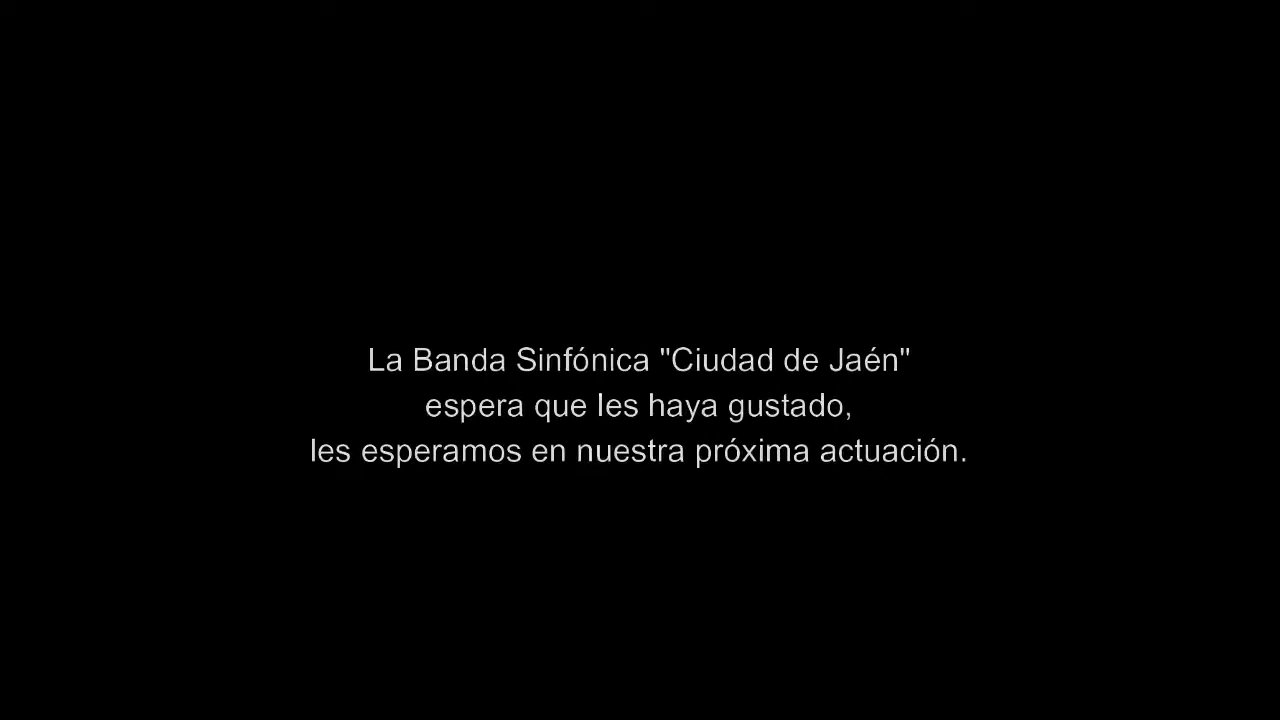 La Banda Sinfónica "Ciudad de Jaén"
espera que les haya gustado,
les esperamos en nuestra próxima actuación.